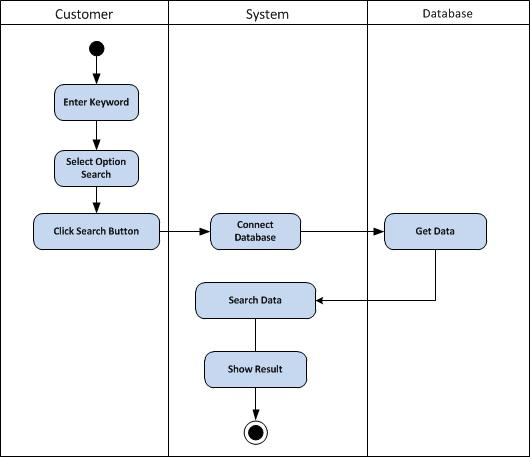 Customer
System
Database
Enter Keyword
Select Option
Search
Click Search Button
Connect
Database
Get Data
Search Data
Show Result